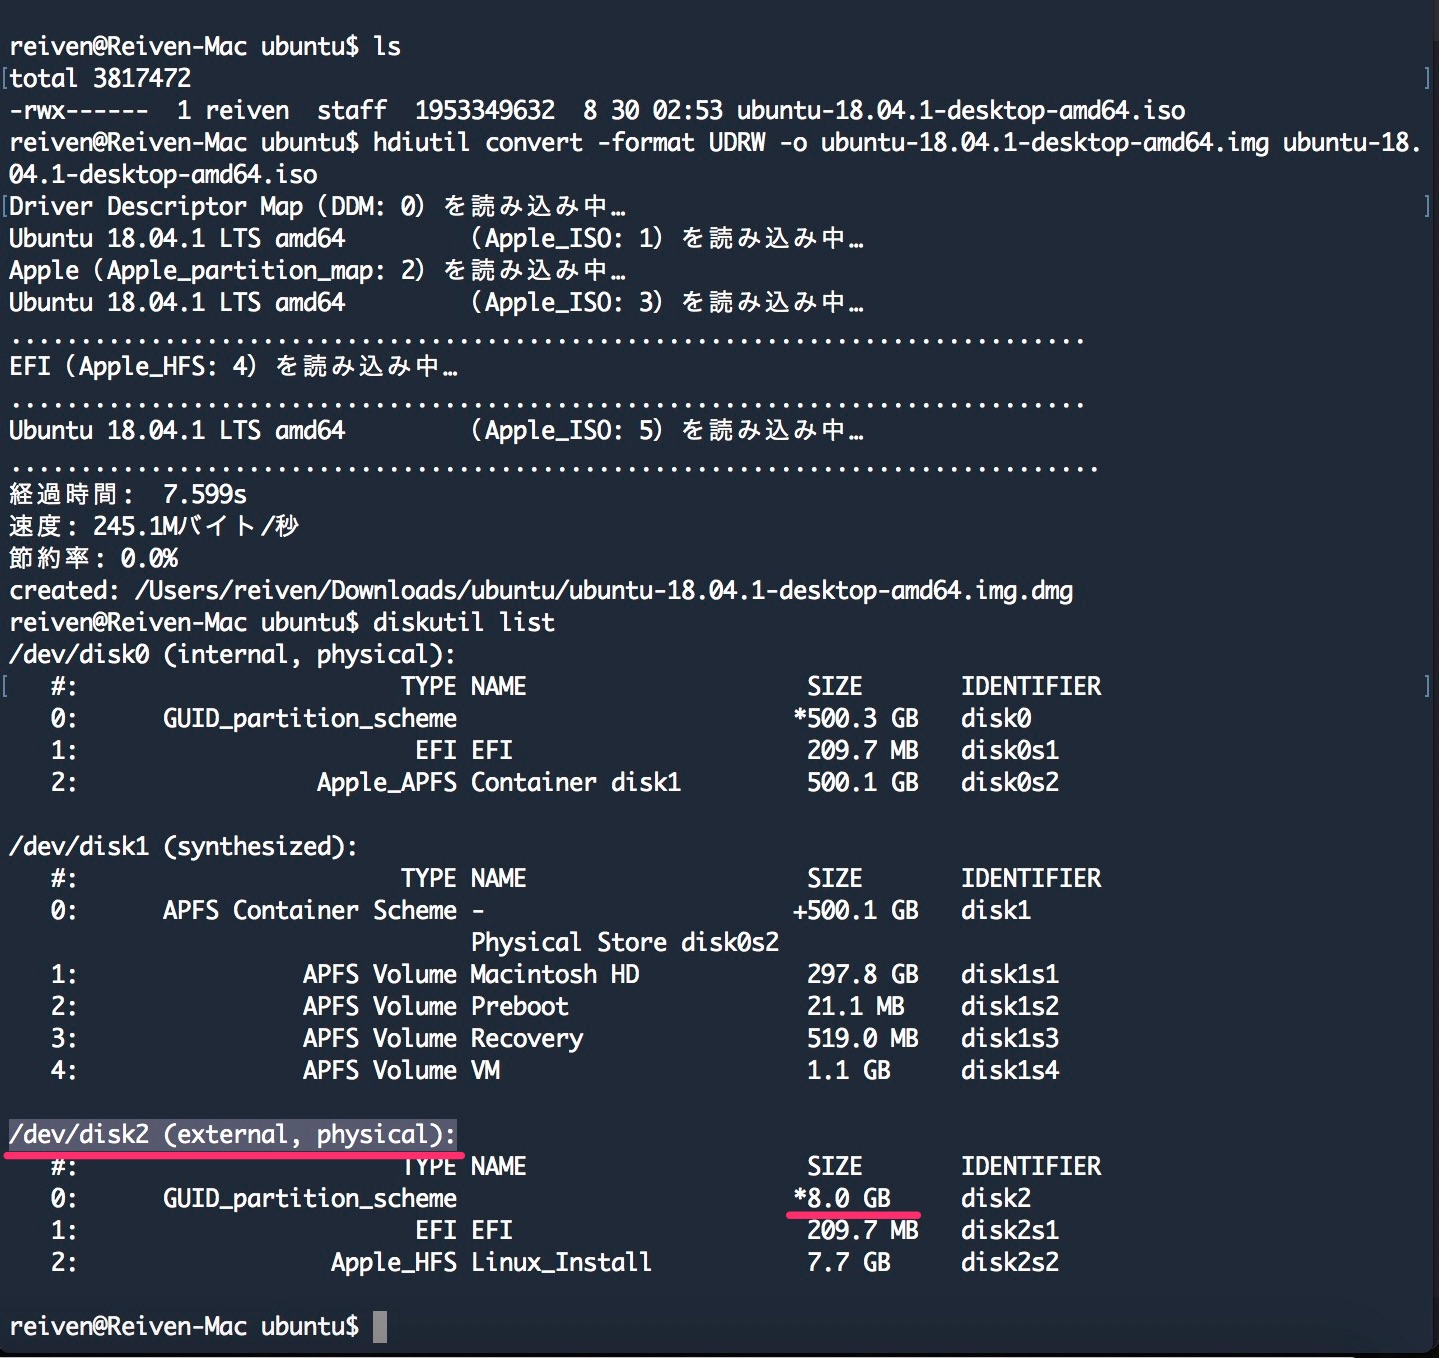 reiven@Reiven-Mac ubuntu$ ls
[total 3817472 ]
-rwx------  1 reiven  staff  1953349632  8 30 02:53 ubuntu-18.04.1-desktop-amd64.iso
reiven@Reiven-Mac ubuntu$ hdiutil convert -format UDRW -o ubuntu-18.04.1-desktop-amd64.img ubuntu-18.
04.1-desktop-amd64.iso
[Driver Descriptor Map（DDM: 0）を読み込み中… ]
Ubuntu 18.04.1 LTS amd64         （Apple_ISO: 1）を読み込み中…
Apple（Apple_partition_map: 2）を読み込み中…
Ubuntu 18.04.1 LTS amd64         （Apple_ISO: 3）を読み込み中…
.............................................................................
EFI（Apple_HFS: 4）を読み込み中…
.............................................................................
Ubuntu 18.04.1 LTS amd64         （Apple_ISO: 5）を読み込み中…
..............................................................................
経過時間:  7.599s
速度: 245.1Mバイト/秒
節約率: 0.0%
created: /Users/reiven/Downloads/ubuntu/ubuntu-18.04.1-desktop-amd64.img.dmg
reiven@Reiven-Mac ubuntu$ diskutil list
/dev/disk0 (internal, physical):
[  #:                       TYPE NAME                    SIZE       IDENTIFIER ]
   0:      GUID_partition_scheme                        *500.3 GB   disk0
   1:                        EFI EFI                     209.7 MB   disk0s1
   2:                 Apple_APFS Container disk1         500.1 GB   disk0s2
/dev/disk1 (synthesized):
   #:                       TYPE NAME                    SIZE       IDENTIFIER
   0:      APFS Container Scheme -                      +500.1 GB   disk1
                                 Physical Store disk0s2
   1:                APFS Volume Macintosh HD            297.8 GB   disk1s1
   2:                APFS Volume Preboot                 21.1 MB    disk1s2
   3:                APFS Volume Recovery                519.0 MB   disk1s3
   4:                APFS Volume VM                      1.1 GB     disk1s4
/dev/disk2 (external, physical):
   #:                       TYPE NAME                    SIZE       IDENTIFIER
   0:      GUID_partition_scheme                        *8.0 GB     disk2
   1:                        EFI EFI                     209.7 MB   disk2s1
   2:                  Apple_HFS Linux_Install           7.7 GB     disk2s2
reiven@Reiven-Mac ubuntu$